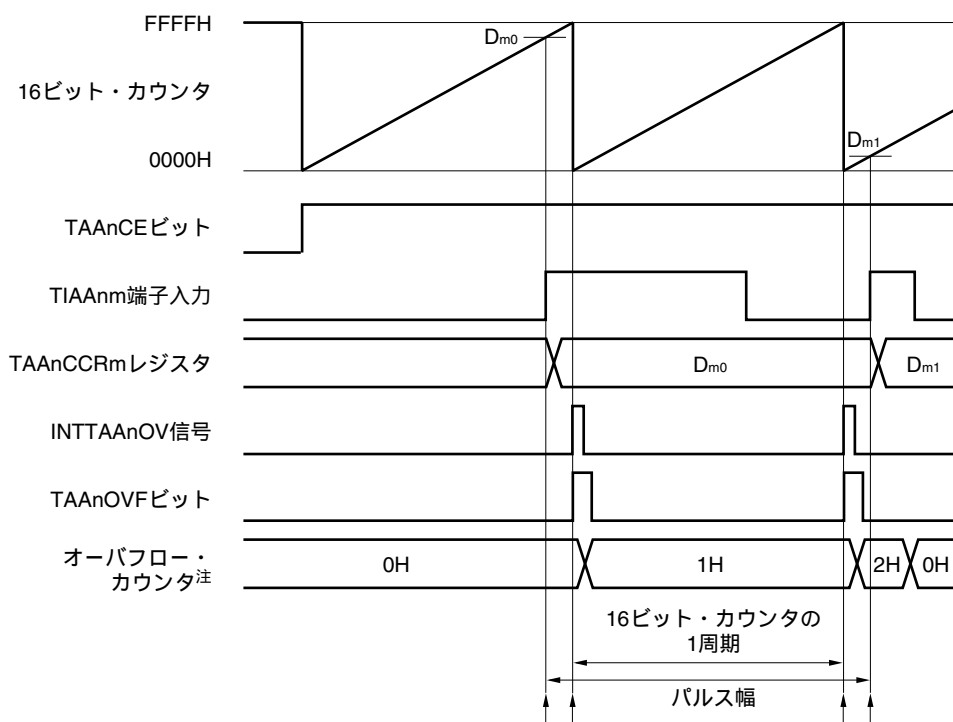 FFFFH
Dm0
16ビット・カウンタ
0000H
Dm1
TAAnCEビット
TIAAnm端子入力
TAAnCCRmレジスタ
Dm0
Dm1
INTTAAnOV信号
TAAnOVFビット
オーバフロー・
カウンタ注
0H
1H
2H
0H
16ビット・カウンタの
1周期
パルス幅